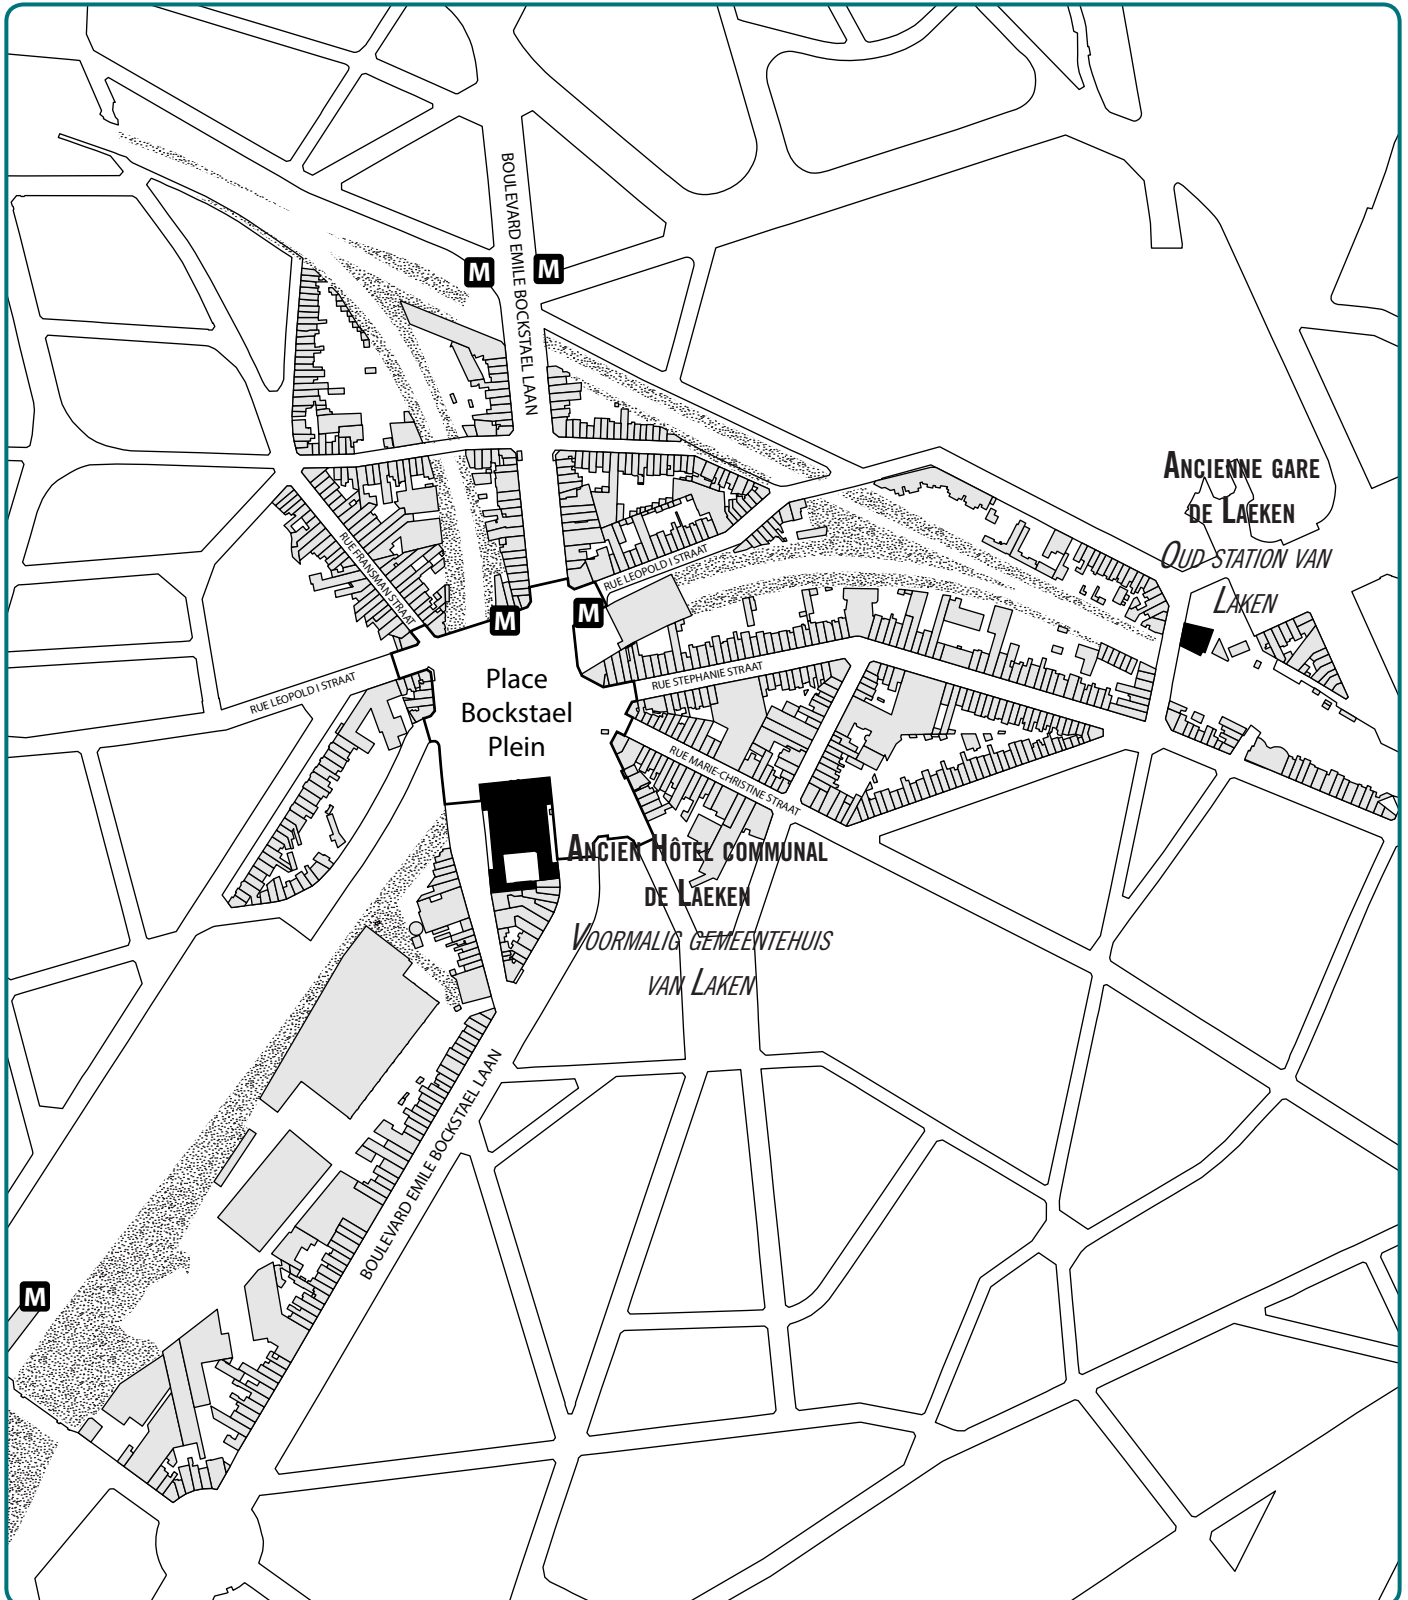 BOULEVARD EMILE BOCKSTAEL LAAN
M
M
ANCIENNE GARE
DE LAEKEN
OUD STATION VAN
LAKEN
RUE FRANSMAN STRAAT
RUE LEOPOLD I STRAAT
M
M
RUE LEOPOLD I STRAAT
RUE STEPHANIE STRAAT
Place
Bockstael
Plein
RUE MARIE-CHRISTINE STRAAT
ANCIEN HÔTEL COMMUNAL
DE LAEKEN
VOORMALIG GEMEENTEHUIS
VAN LAKEN
BOULEVARD EMILE BOCKSTAEL LAAN
M